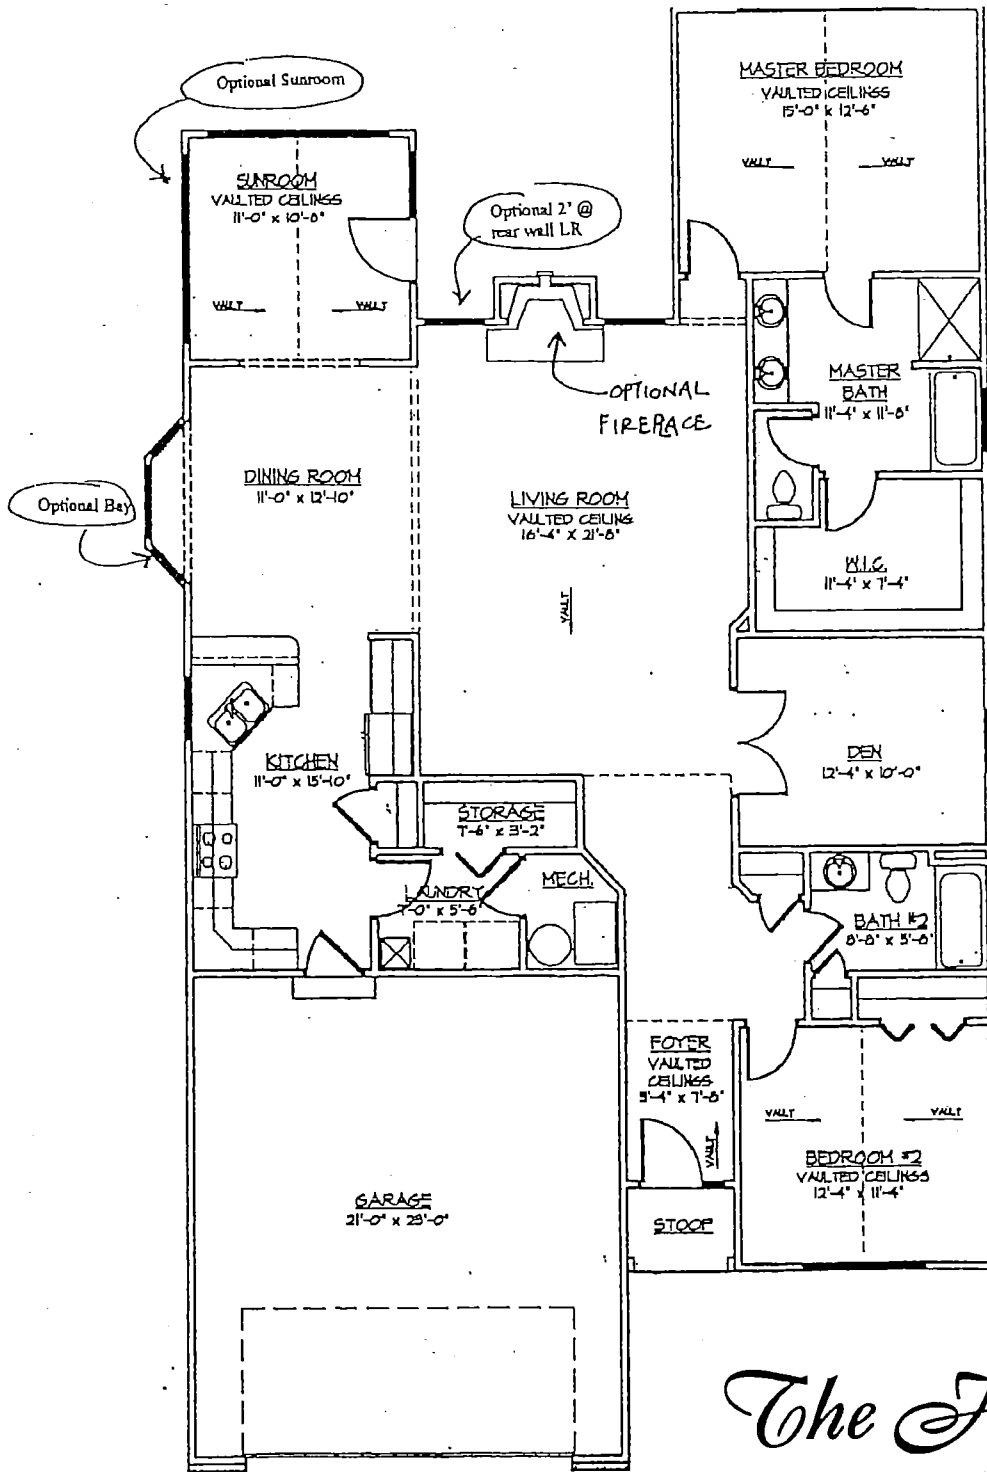 MASTER BEDROOM
VAULTED CEILINGS
15'-0" x 12'-6"
VAULT
VAULT
Optional Sunroom
SUNROOM
VAULTED CEILINGS
11'-0" x 10'-8"
VAULT
VAULT
Optional 2' @
rear wall LR
OPTIONAL
FIREPLACE
MASTER
BATH
11'-4" x 11'-8"
DINING ROOM
11'-0" x 12'-10"
Optional Bay
LIVING ROOM
VAULTED CEILING
16'-4" x 21'-8"
VAULT
W.I.C.
11'-4" x 7'-4"
KITCHEN
11'-0" x 15'-10"
DEN
12'-4" x 10'-0"
STORAGE
7'-6" x 3'-2"
LAUNDRY
7'-0" x 5'-6"
MECH.
BATH #2
8'-8" x 5'-8"
FOYER
VAULTED
CEILINGS
5'-4" x 7'-8"
VAULT
VAULT
VAULT
BEDROOM #2
VAULTED CEILINGS
12'-4" x 11'-4"
GARAGE
21'-0" x 23'-0"
STOOP
The